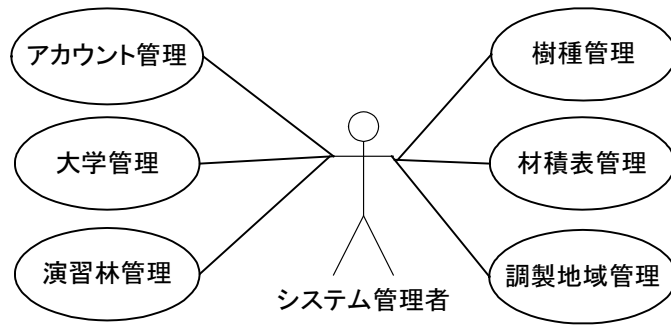 アカウント管理
大学管理
演習林管理
システム管理者
樹種管理
材積表管理
調製地域管理